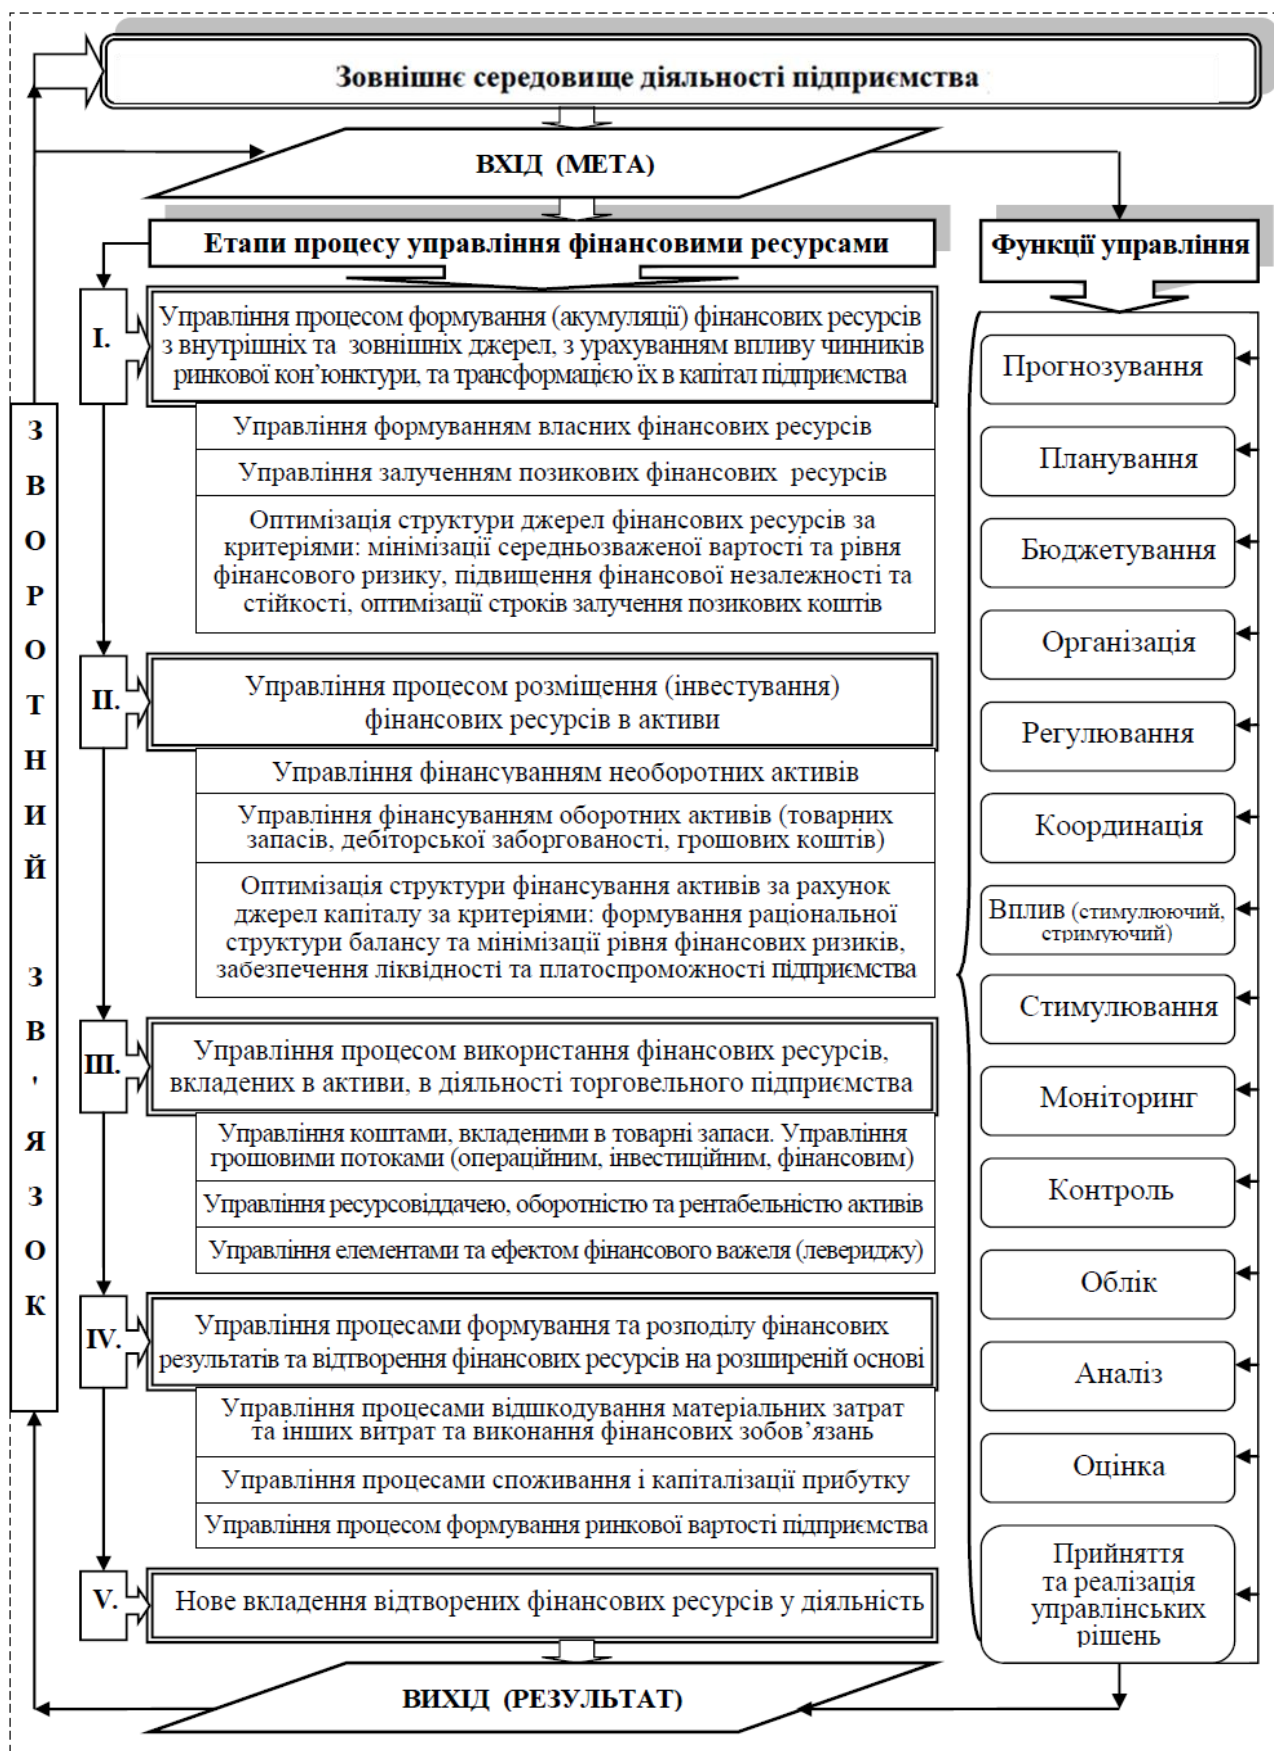 Зовнішнє середовище діяльності підприємства
ВХІД (МЕТА)
Етапи процесу управління фінансовими ресурсами
Функції управління
І.
Управління процесом формування (акумуляції) фінансових ресурсів
з внутрішніх та зовнішніх джерел, з урахуванням впливу чинників
ринкової кон’юнктури, та трансформацією їх в капітал підприємства
Управління формуванням власних фінансових ресурсів
Управління залученням позикових фінансових ресурсів
Оптимізація структури джерел фінансових ресурсів за
критеріями: мінімізації середньозваженої вартості та рівня
фінансового ризику, підвищення фінансової незалежності та
стійкості, оптимізації строків залучення позикових коштів
ІІ.
Управління процесом розміщення (інвестування)
фінансових ресурсів в активи
Управління фінансуванням необоротних активів
Управління фінансуванням оборотних активів (товарних
запасів, дебіторської заборгованості, грошових коштів)
Оптимізація структури фінансування активів за рахунок
джерел капіталу за критеріями: формування раціональної
структури балансу та мінімізації рівня фінансових ризиків,
забезпечення ліквідності та платоспроможності підприємства
ІІІ.
Управління процесом використання фінансових ресурсів,
вкладених в активи, в діяльності торговельного підприємства
Управління коштами, вкладеними в товарні запаси. Управління
грошовими потоками (операційним, інвестиційним, фінансовим)
Управління ресурсовіддачею, оборотністю та рентабельністю активів
Управління елементами та ефектом фінансового важеля (левериджу)
IV.
Управління процесами формування та розподілу фінансових
результатів та відтворення фінансових ресурсів на розширеній основі
Управління процесами відшкодування матеріальних затрат
та інших витрат та виконання фінансових зобов’язань
Управління процесами споживання і капіталізації прибутку
Управління процесом формування ринкової вартості підприємства
V.
Нове вкладення відтворених фінансових ресурсів у діяльність
Прогнозування
Планування
Бюджетування
Організація
Регулювання
Координація
Вплив (стимулюючий,
стримуючий)
Стимулювання
Моніторинг
Контроль
Облік
Аналіз
Оцінка
Прийняття
та реалізація
управлінських
рішень
ЗВОРОТНИЙ ЗВ'ЯЗОК
ВИХІД (РЕЗУЛЬТАТ)